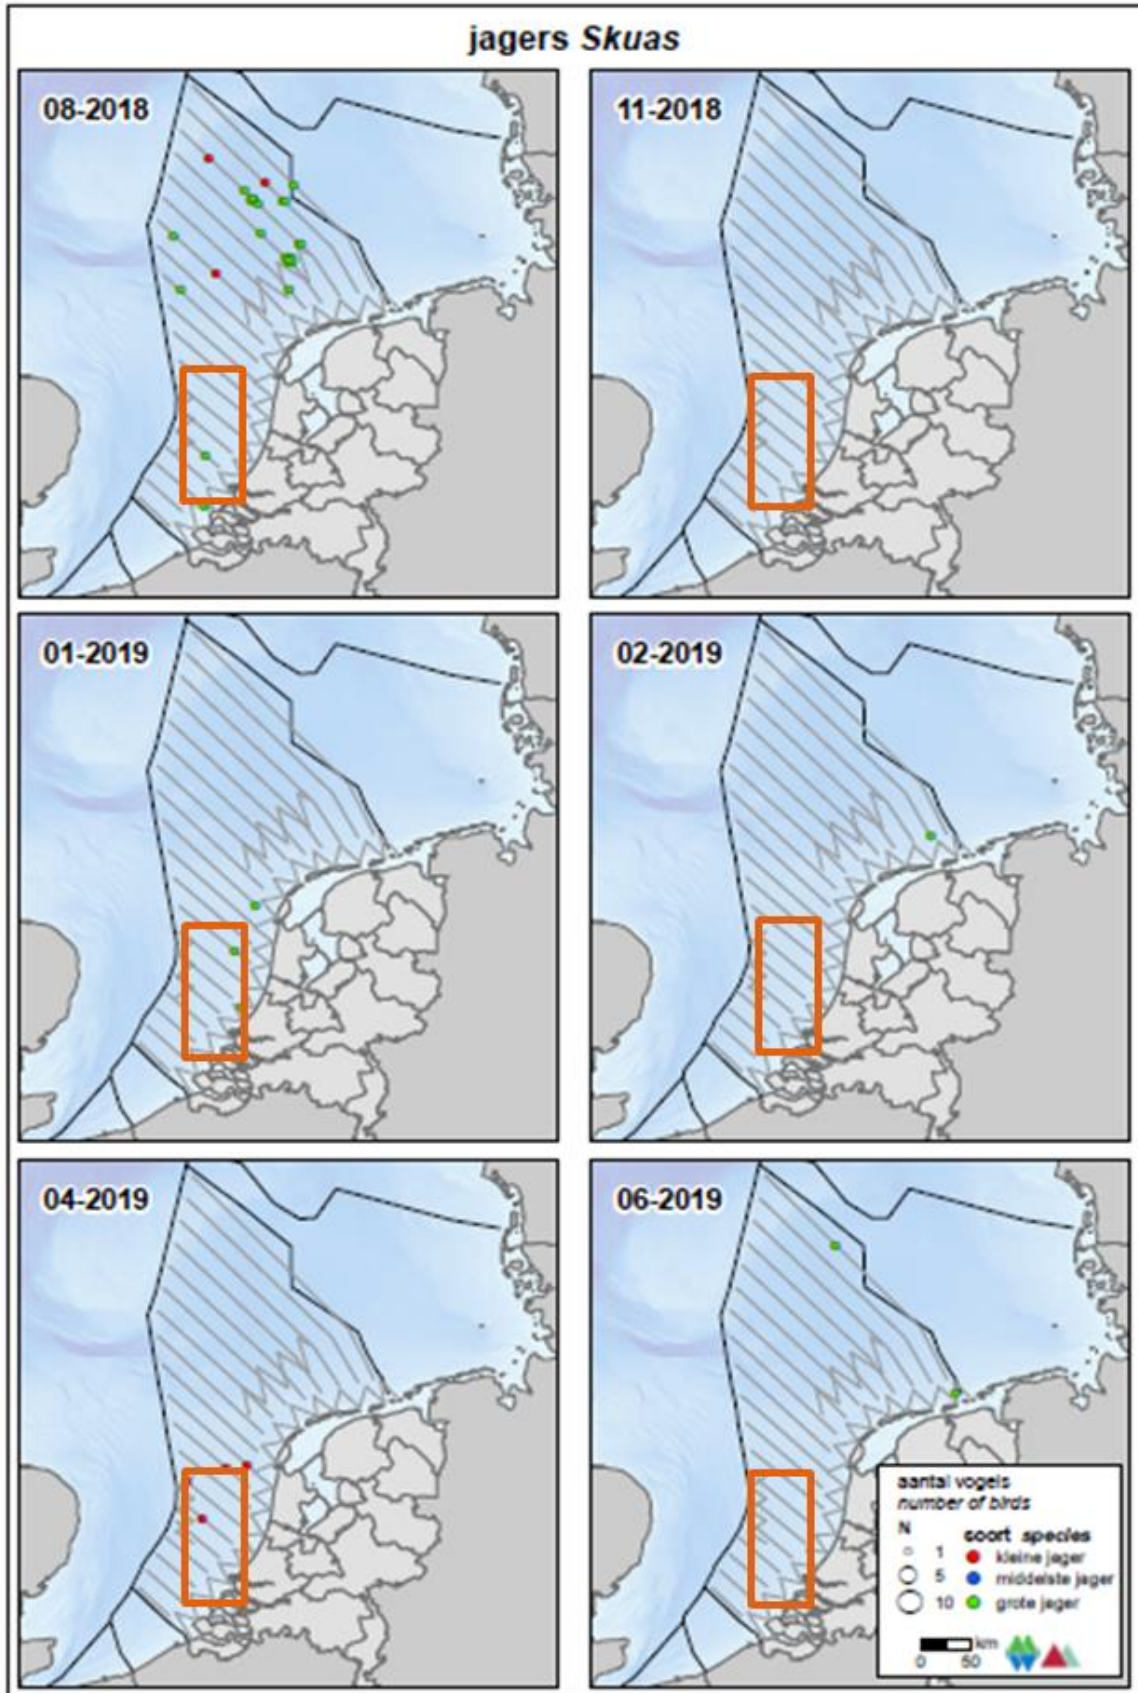 jagers Skuas
08-2018
11-2018
01-2019
02-2019
04-2019
06-2019
aantal vogels
number of birds
N
soort species
1
kleine jager
5
middelste jager
10
grote jager
km
0 50